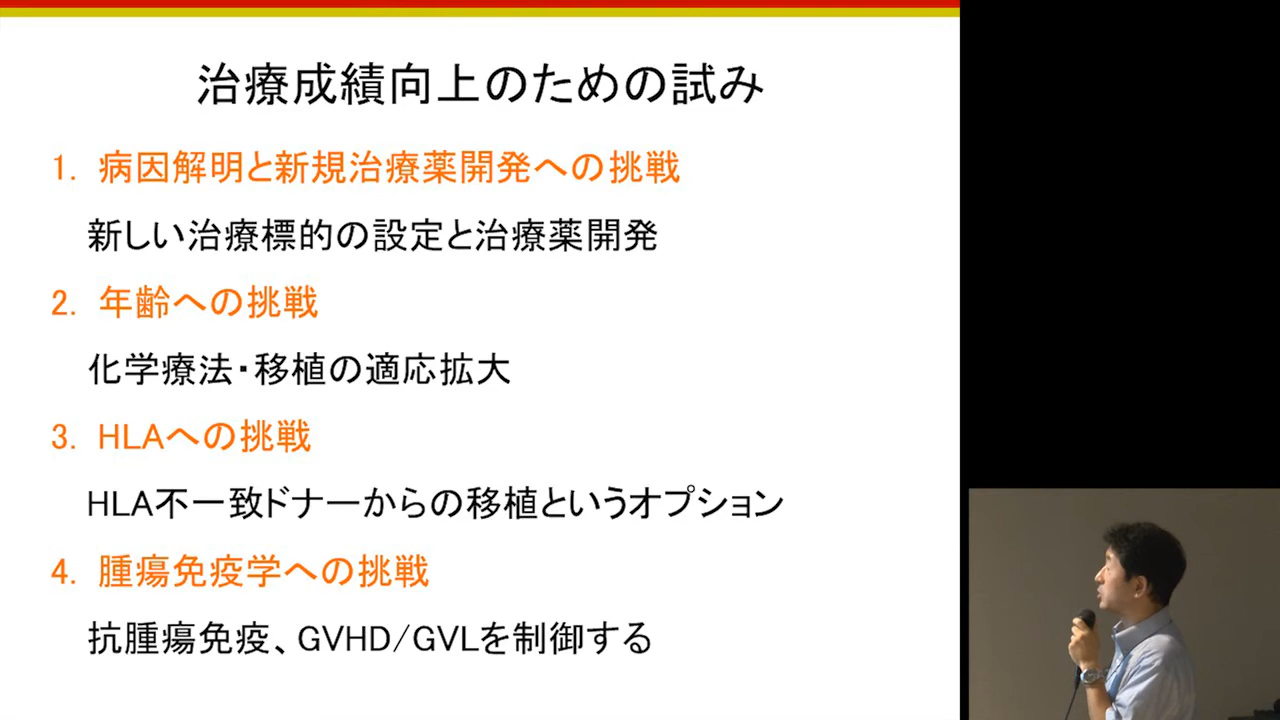 治療成績向上のための試み
1. 病因解明と新規治療薬開発への挑戦
新しい治療標的の設定と治療薬開発
2. 年齢への挑戦
化学療法・移植の適応拡大
3. HLAへの挑戦
HLA不一致ドナーからの移植というオプション
4. 腫瘍免疫学への挑戦
抗腫瘍免疫、GVHD/GVLを制御する